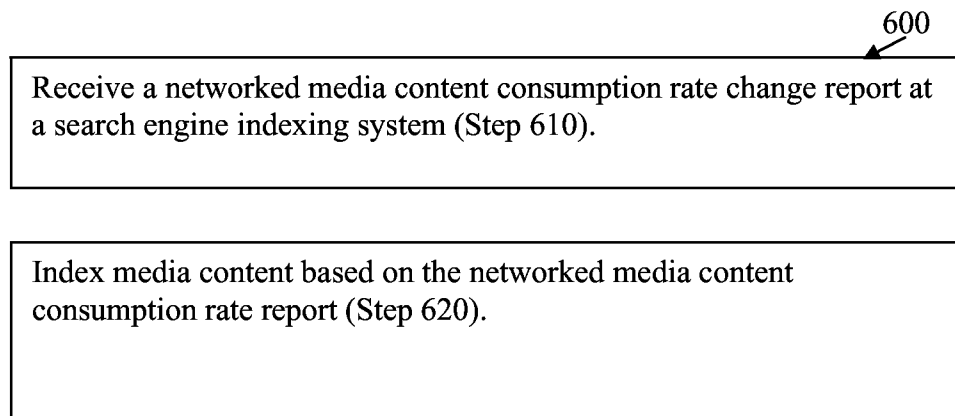 600
Receive a networked media content consumption rate change report at
a search engine indexing system (Step 610).
Index media content based on the networked media content
consumption rate report (Step 620).